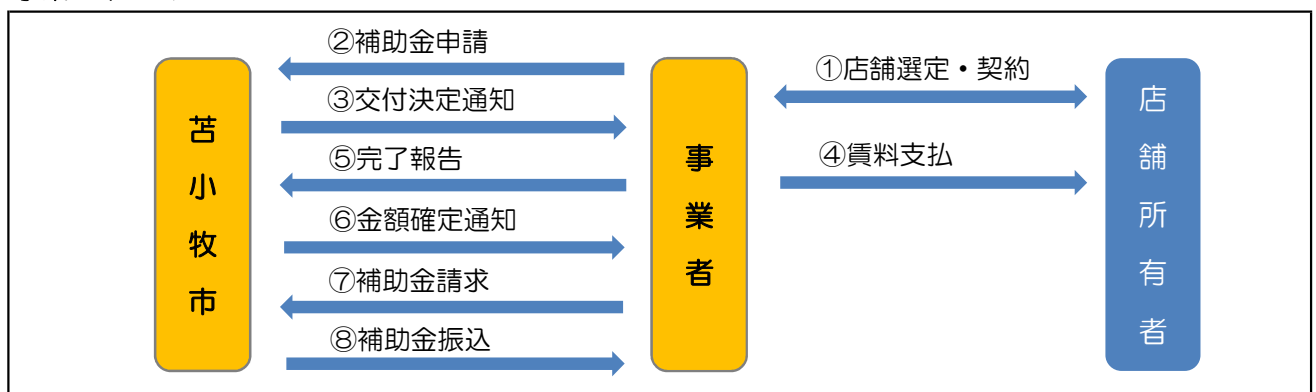 苫小牧市
②補助金申請
③交付決定通知
⑤完了報告
⑥金額確定通知
⑦補助金請求
⑧補助金振込
事業者
①店舗選定・契約
④賃料支払
店舗所有者